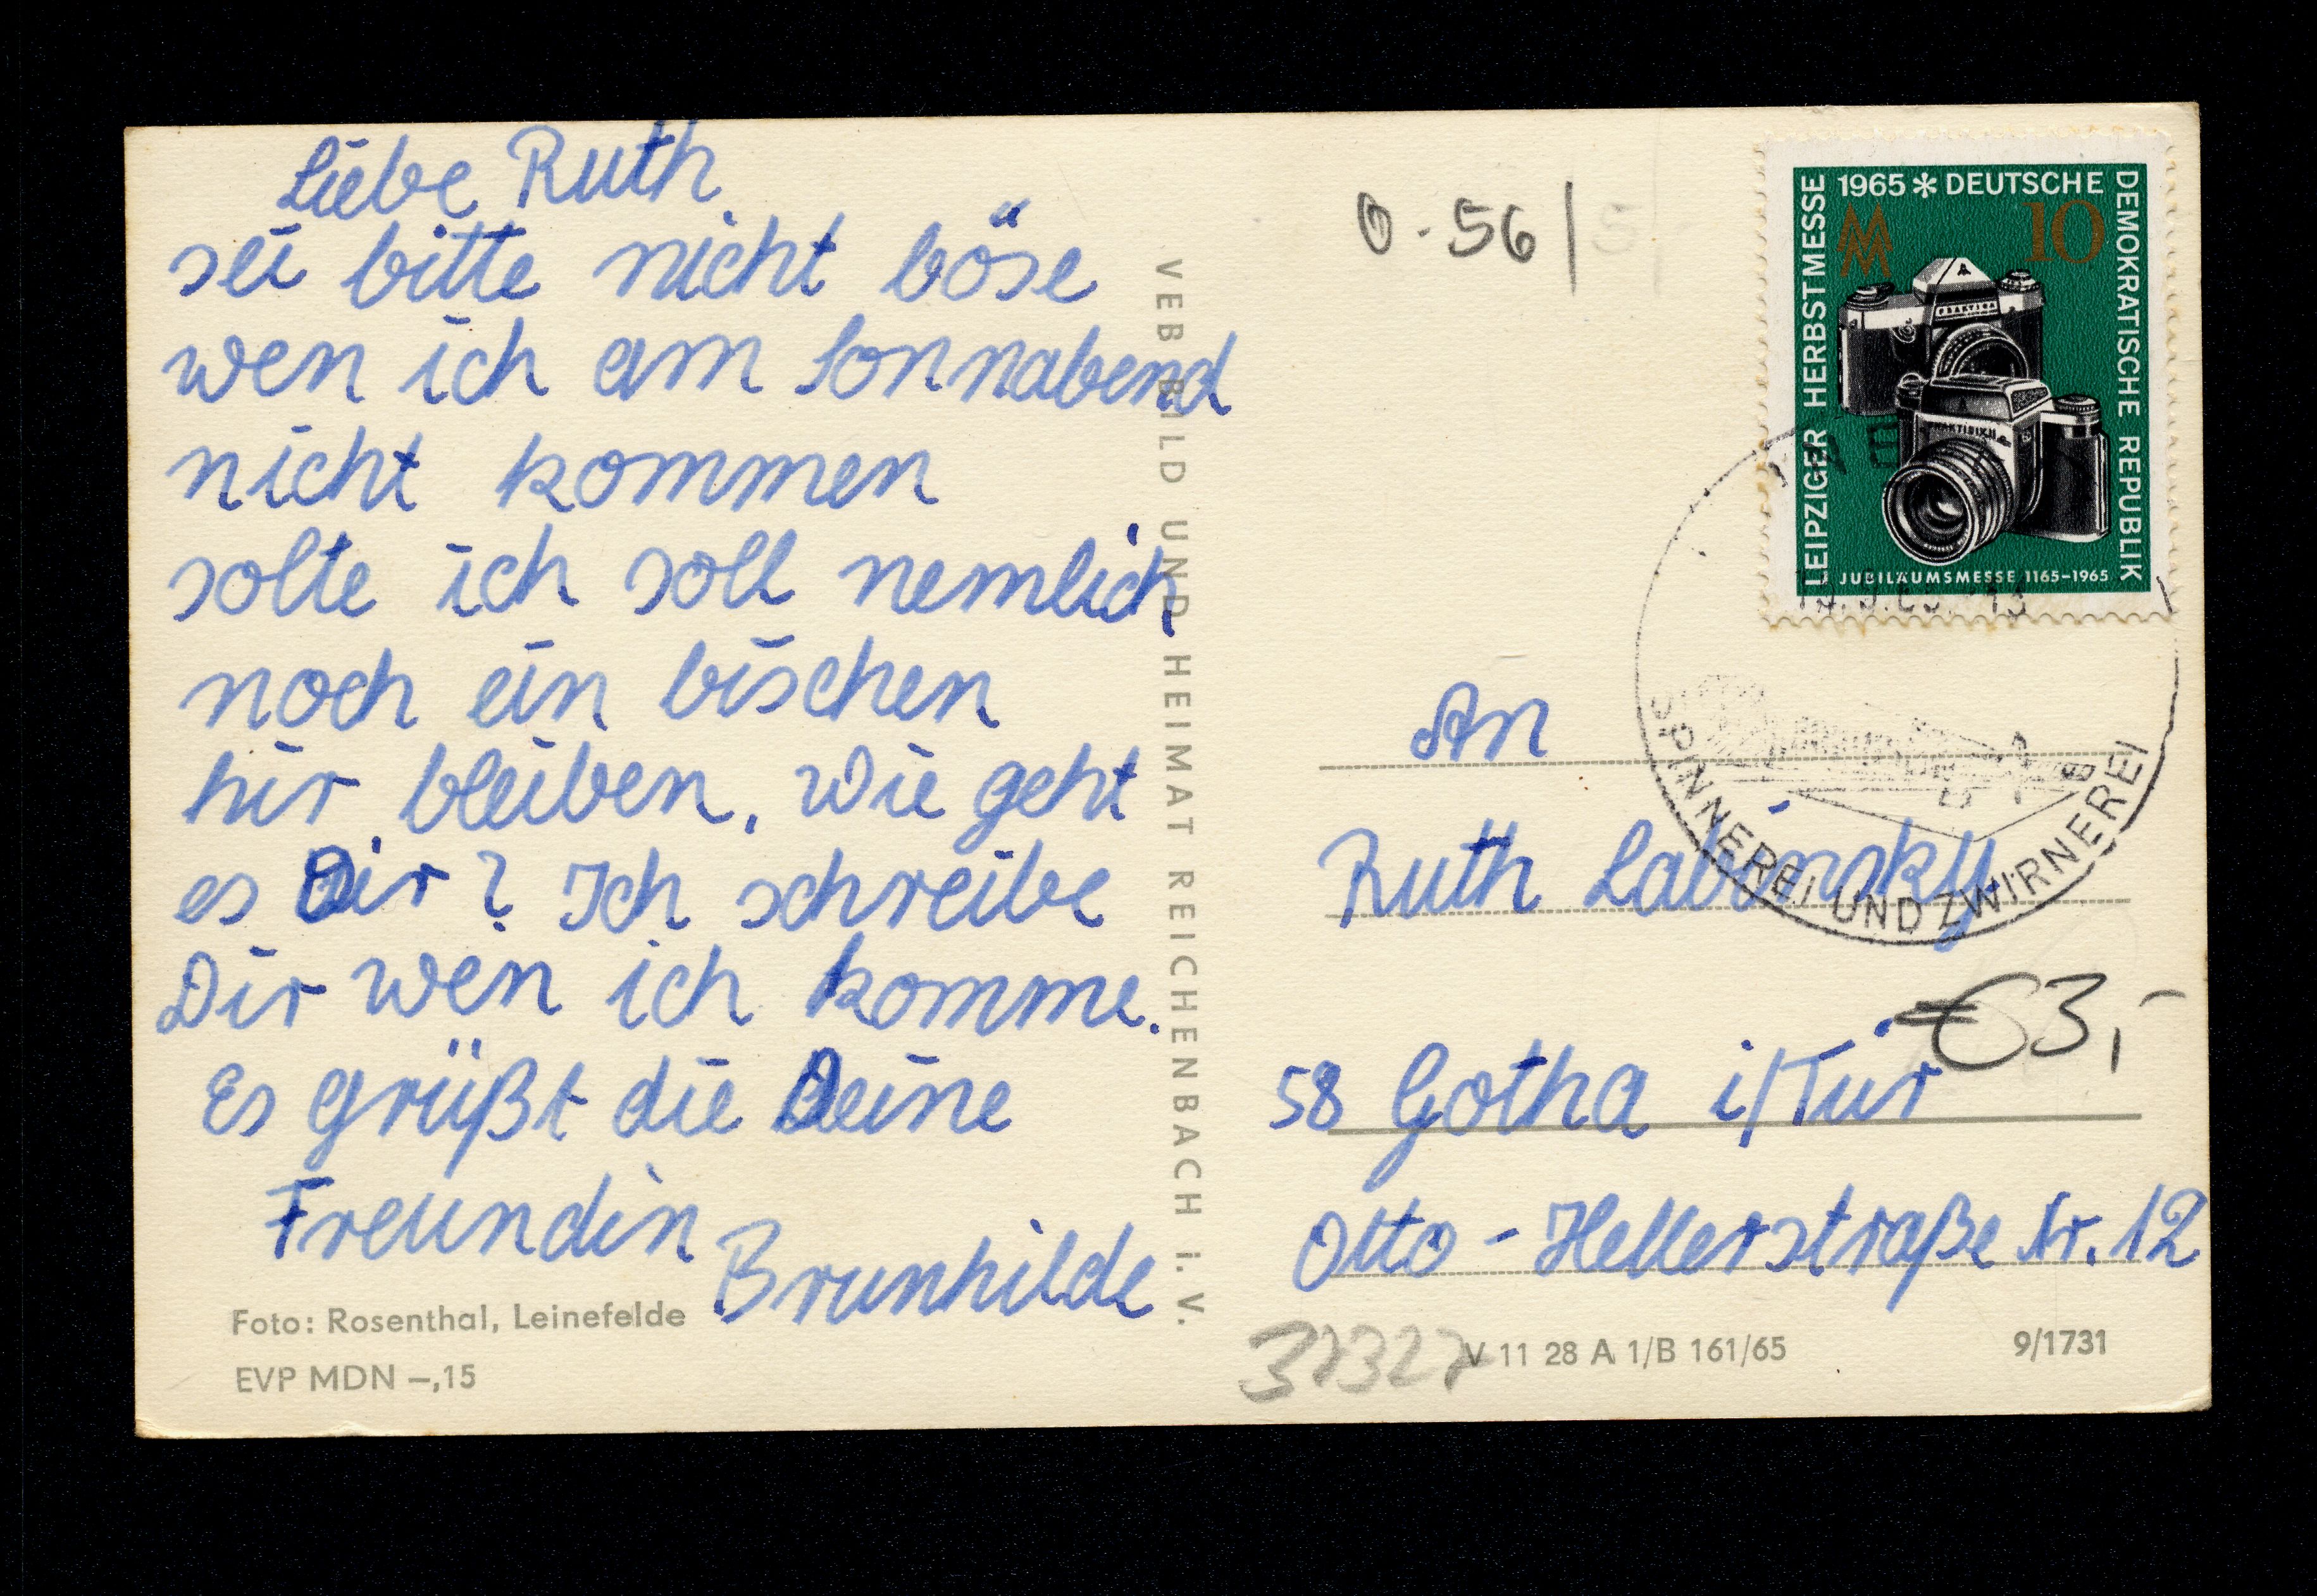 Liebe Ruth
sei bitte nicht böse
wen ich am Sonnabend
nicht kommen
solte ich soll nemlich
noch ein bischen
hir bleiben, Wie geht
es Dir? Ich schreibe
Dir wen ich komme.
Es grüßt die Deine
Freundin
Brunhilde
Foto: Rosenthal, Leinefelde
EVP MDN –,15
VEB BILD UND HEIMAT REICHENBACH I. V.
0-56/
1965 * DEUTSCHE
DEMOKRATISCHE REPUBLIK
LEIPZIGER HERBSTMESSE
MM
10
PRAKTINA
JUBILÄUMSMESSE 1165–1965
SPINNEREI UND ZWIRNEREI
An
Ruth Labinsky
€3,-
58 Gotha i/Tür
Otto-Hellerstraße Nr. 12
V 11 28 A 1/B 161/65
9/1731